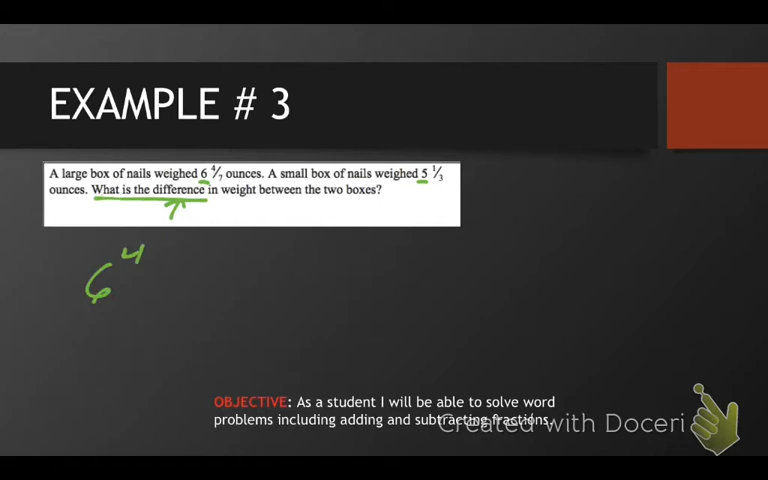 EXAMPLE # 3
A large box of nails weighed 6 4/7 ounces. A small box of nails weighed 5 1/3
ounces. What is the difference in weight between the two boxes?
6 4
OBJECTIVE: As a student I will be able to solve word
problems including adding and subtracting fractions.
Created with Doceri